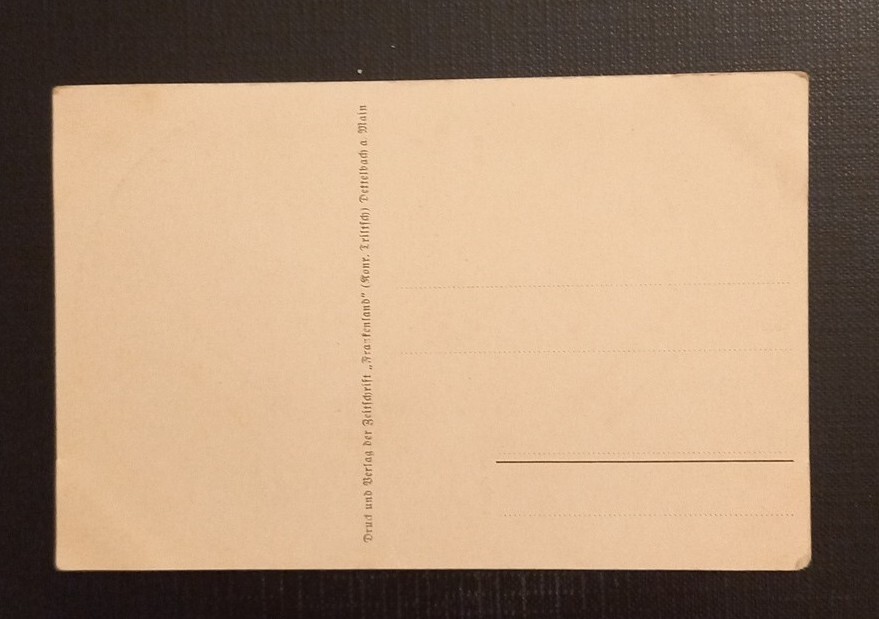 Druck und Verlag der Zeitschrift „Frankenland" (Konr. Triltsch) Dettelbach a. Main